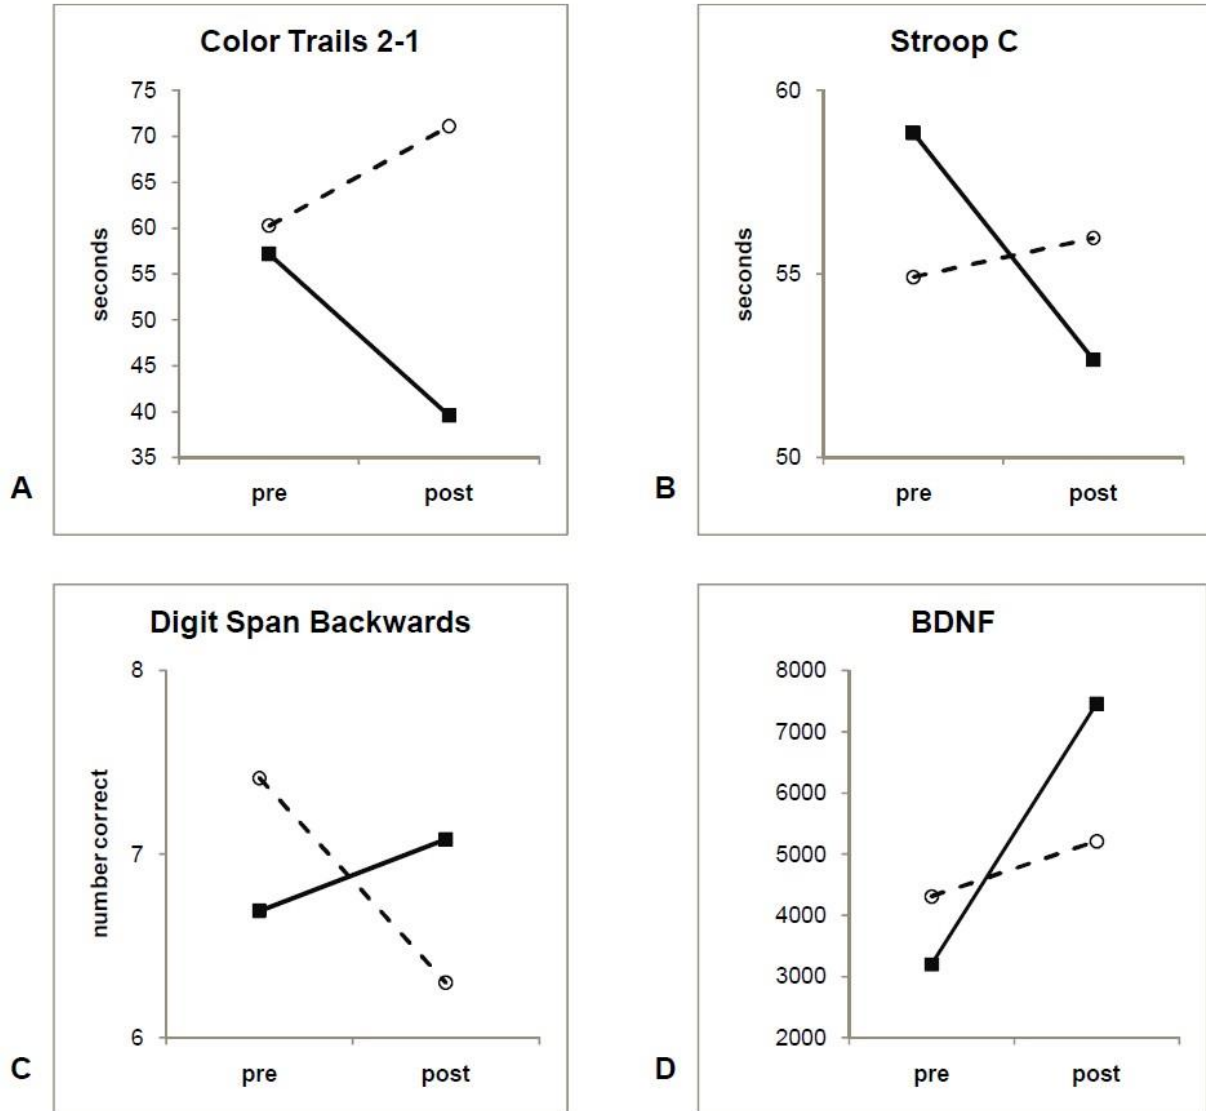 Color Trails 2-1
75
70
65
60
55
50
45
40
35
seconds
pre post
A
Stroop C
60
55
50
seconds
pre post
B
Digit Span Backwards
8
7
6
number correct
pre post
C
BDNF
8000
7000
6000
5000
4000
3000
2000
pre post
D